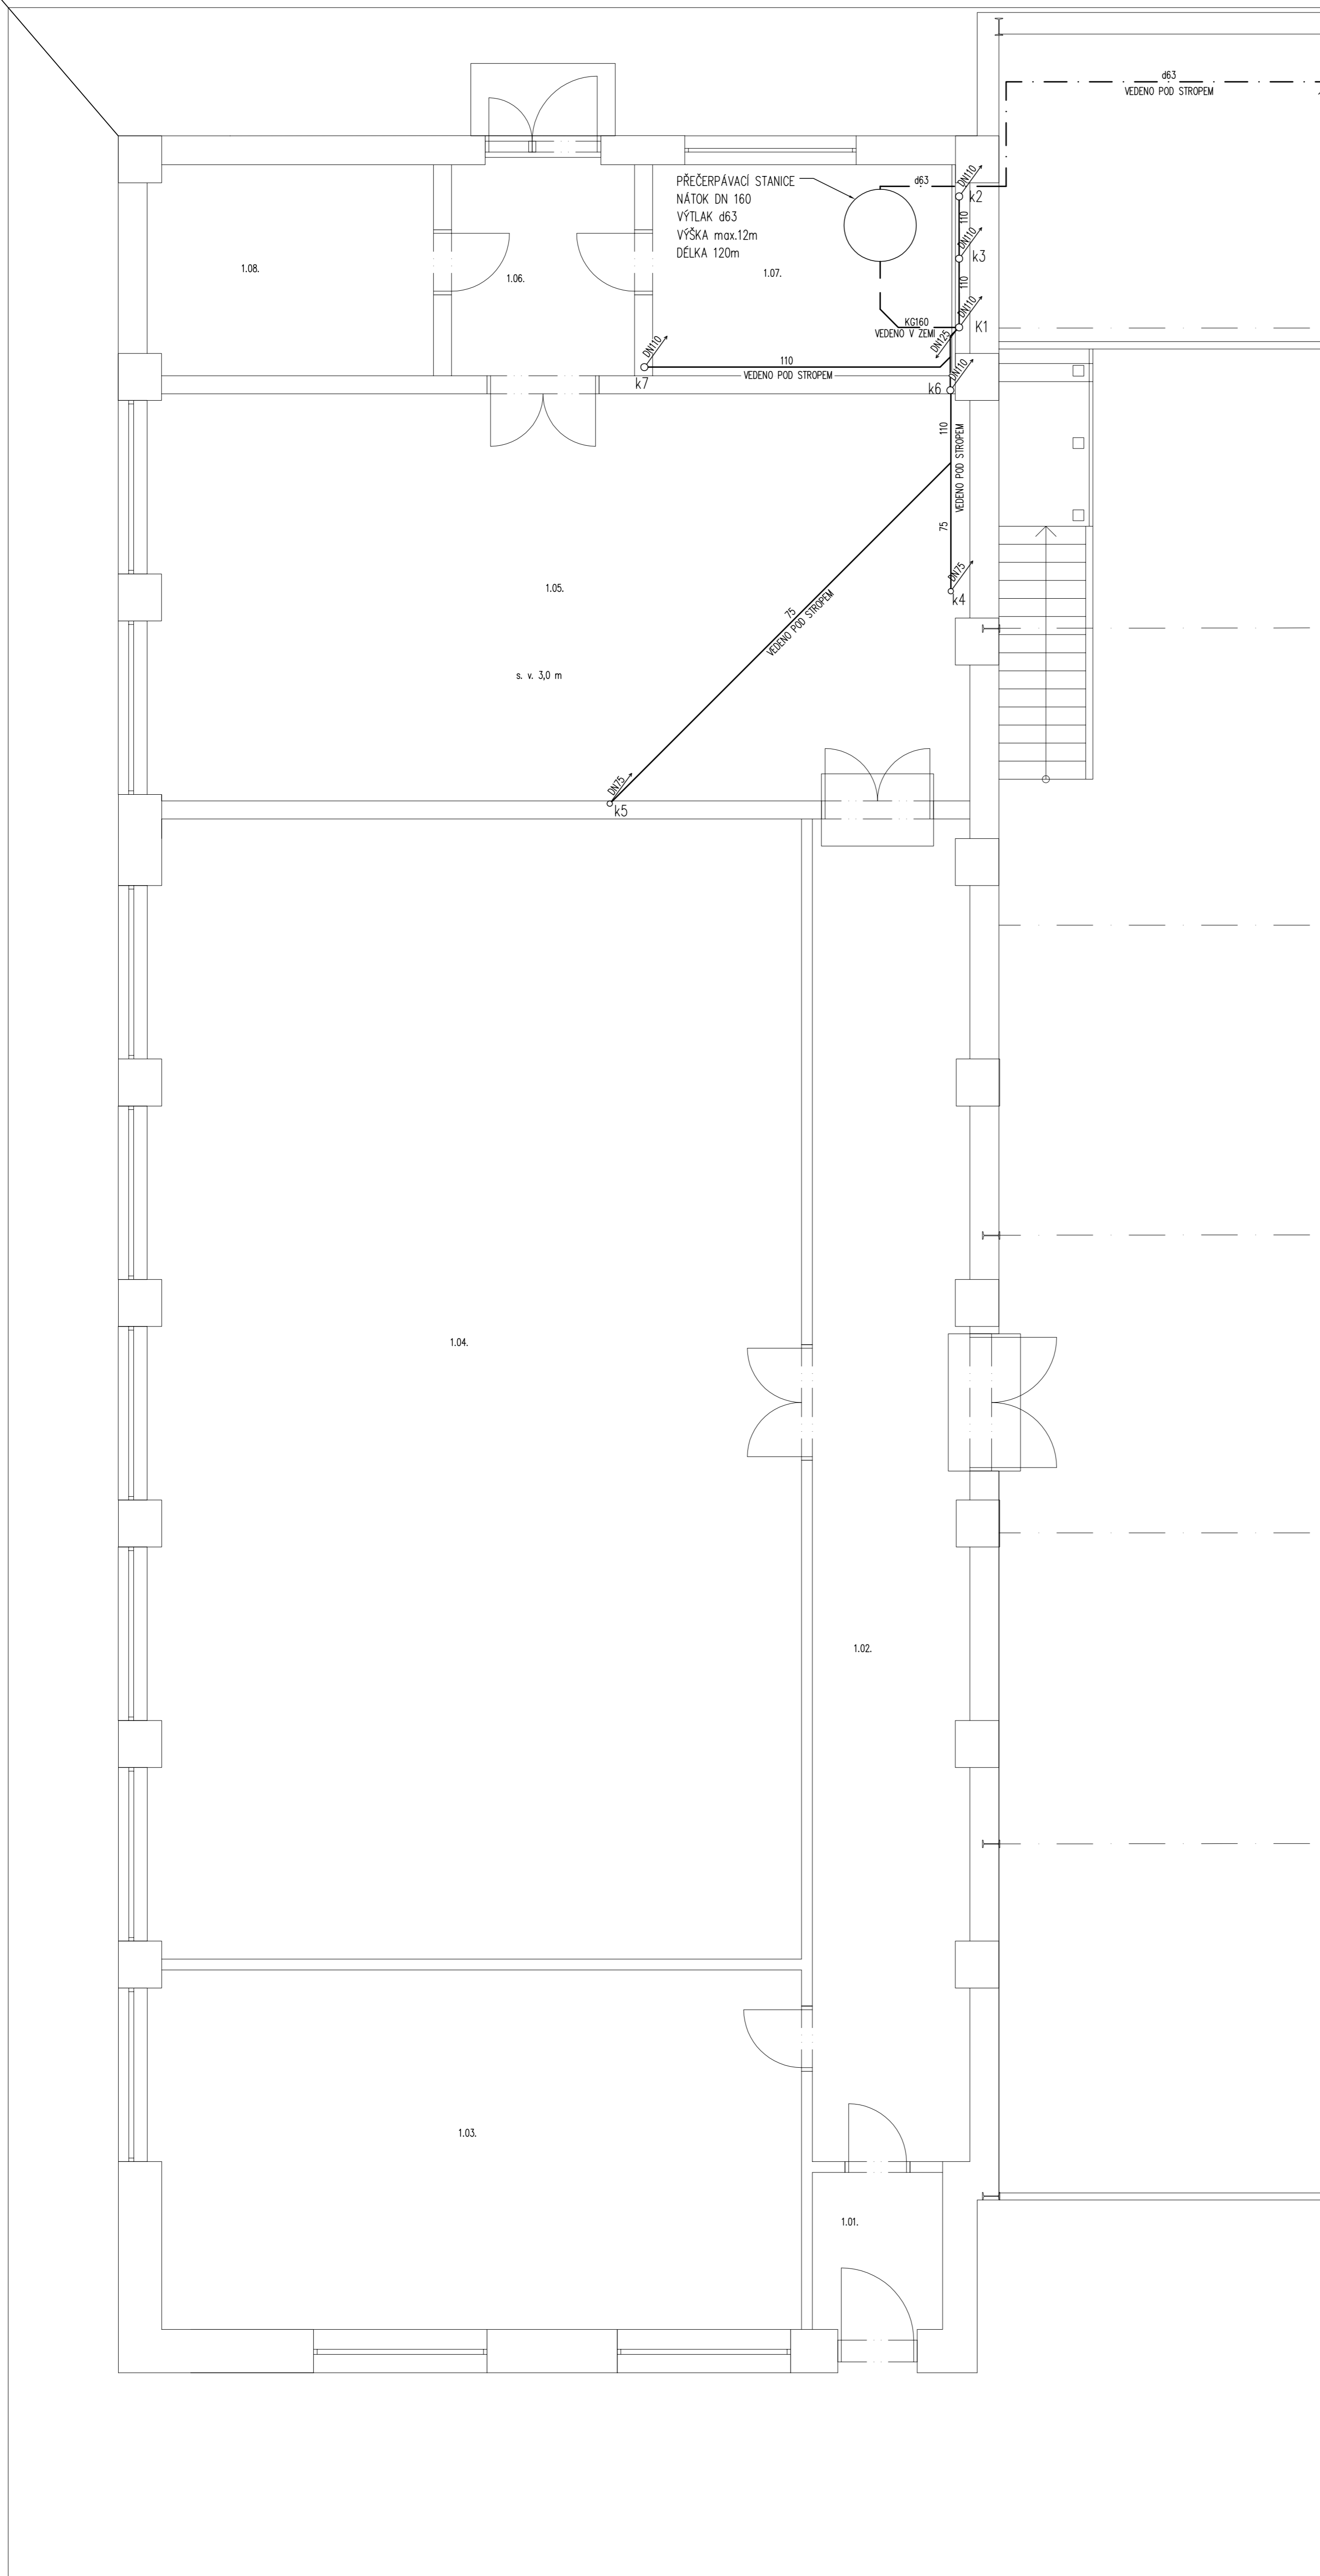 d63
VEDENO POD STROPEM
PŘEČERPÁVACÍ STANICE
NÁTOK DN 160
VÝTLAK d63
VÝŠKA max.12m
DÉLKA 120m
d63
DN110
k2
110
DN110
k3
110
DN110
K1
1.08.
1.06.
1.07.
KG160
VEDENO V ZEMI
DN125
DN110
k7
110
VEDENO POD STROPEM
DN110
k6
110
VEDENO POD STROPEM
75
DN75
k4
1.05.
75
VEDENO POD STROPEM
s. v. 3,0 m
DN75
k5
1.04.
1.02.
1.03.
1.01.